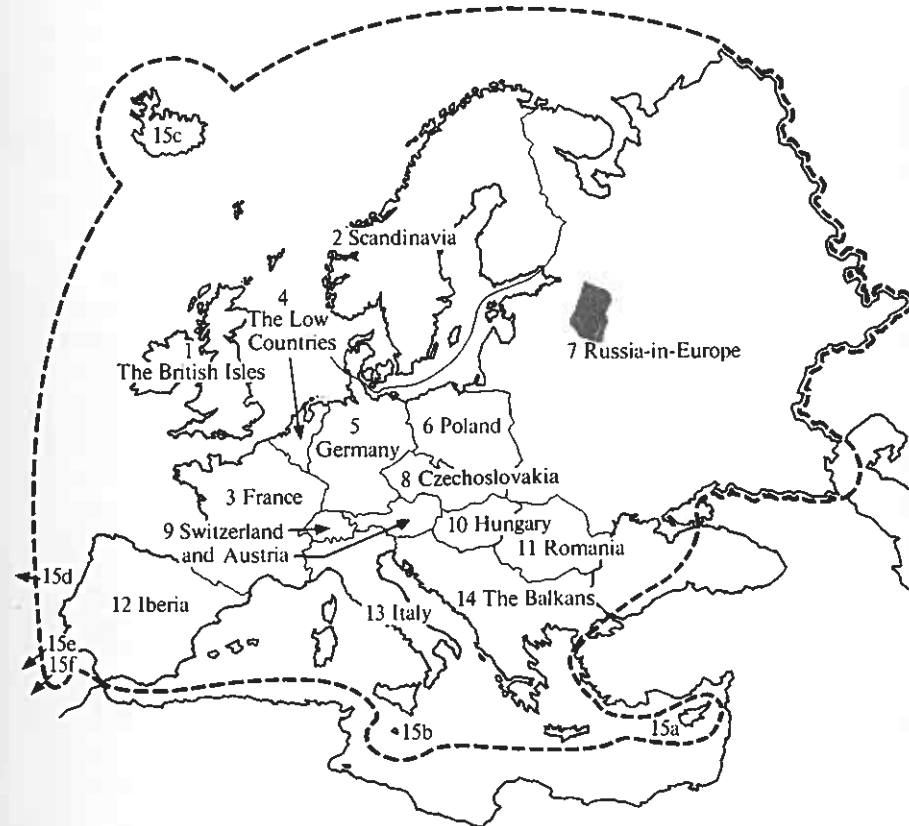 15c
2 Scandinavia
4
The Low
Countries
1
The British Isles
7 Russia-in-Europe
5
Germany
6 Poland
8 Czechoslovakia
3 France
9 Switzerland
and Austria
10 Hungary
11 Romania
15d
12 Iberia
13 Italy
14 The Balkans
15e
15f
15b
15a